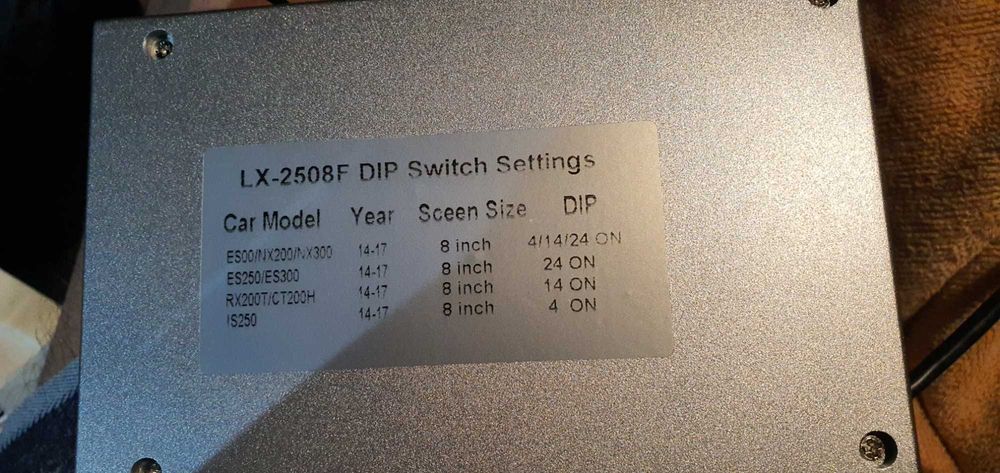 LX-2508F DIP Switch Settings
Car Model Year Sceen Size DIP
ES00/NX200/NX300 14-17 8 inch 4/14/24 ON
ES250/ES300 14-17 8 inch 24 ON
RX200T/CT200H 14-17 8 inch 14 ON
IS250 14-17 8 inch 4 ON